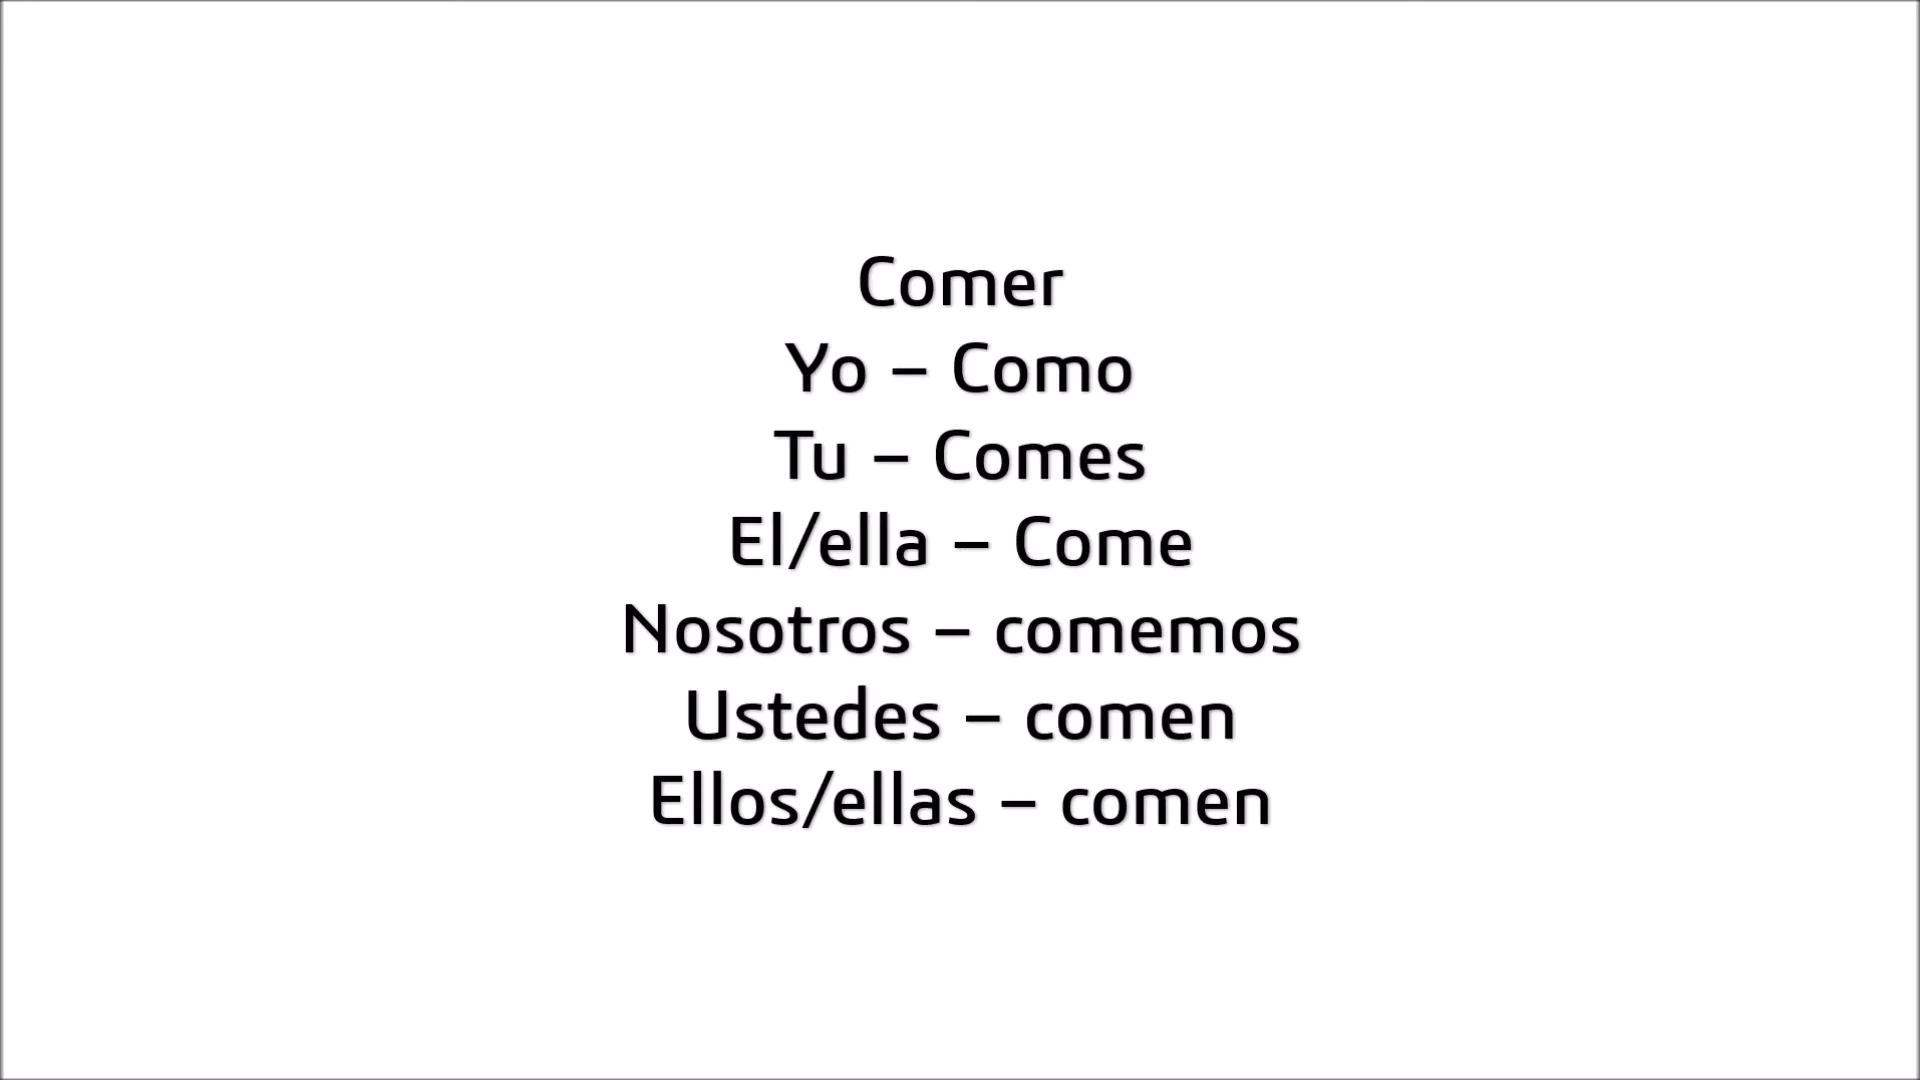 Comer
Yo – Como
Tu – Comes
El/ella – Come
Nosotros – comemos
Ustedes – comen
Ellos/ellas – comen